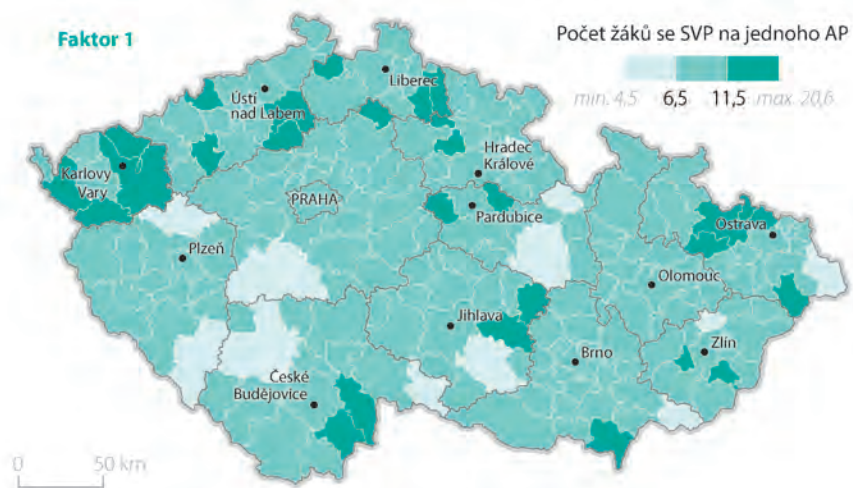 Faktor 1
Počet žáků se SVP na jednoho AP
min. 4,5 6,5 11,5 max. 20,6
Liberec
Ústí
nad Labem
Karlovy
Vary
Hradec
Králové
PRAHA
Pardubice
Plzeň
Ostrava
Olomouc
Jihlava
Brno
Zlín
České
Budějovice
0 50 km